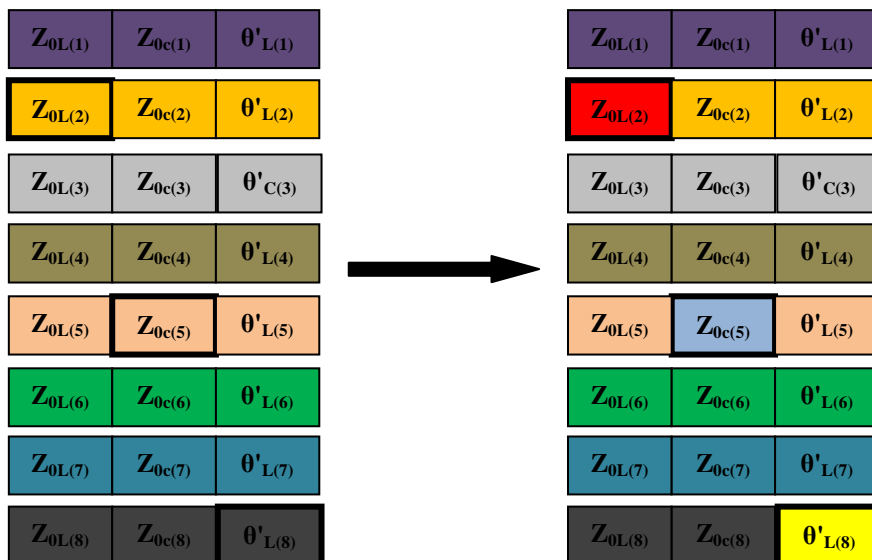 Z0L(1) Z0c(1) θ'L(1) Z0L(1) Z0c(1) θ'L(1)
Z0L(2) Z0c(2) θ'L(2) Z0L(2) Z0c(2) θ'L(2)
Z0L(3) Z0c(3) θ'C(3) Z0L(3) Z0c(3) θ'C(3)
Z0L(4) Z0c(4) θ'L(4) Z0L(4) Z0c(4) θ'L(4)
Z0L(5) Z0c(5) θ'L(5) Z0L(5) Z0c(5) θ'L(5)
Z0L(6) Z0c(6) θ'L(6) Z0L(6) Z0c(6) θ'L(6)
Z0L(7) Z0c(7) θ'L(7) Z0L(7) Z0c(7) θ'L(7)
Z0L(8) Z0c(8) θ'L(8) Z0L(8) Z0c(8) θ'L(8)